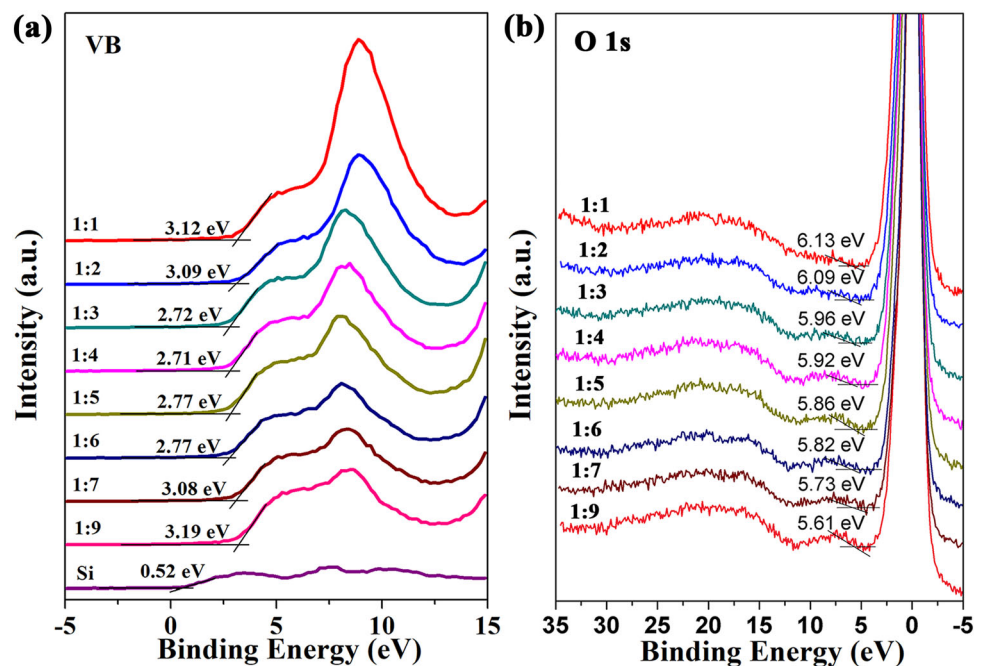 (a)
VB
1:1
3.12 eV
1:2
3.09 eV
1:3
2.72 eV
1:4
2.71 eV
1:5
2.77 eV
1:6
2.77 eV
1:7
3.08 eV
1:9
3.19 eV
Si
0.52 eV
-5 0 5 10 15
Binding Energy (eV)
Intensity (a.u.)
(b)
O 1s
1:1
6.13 eV
1:2
6.09 eV
1:3
5.96 eV
1:4
5.92 eV
1:5
5.86 eV
1:6
5.82 eV
1:7
5.73 eV
1:9
5.61 eV
35 30 25 20 15 10 5 0 -5
Binding Energy (eV)
Intensity (a.u.)